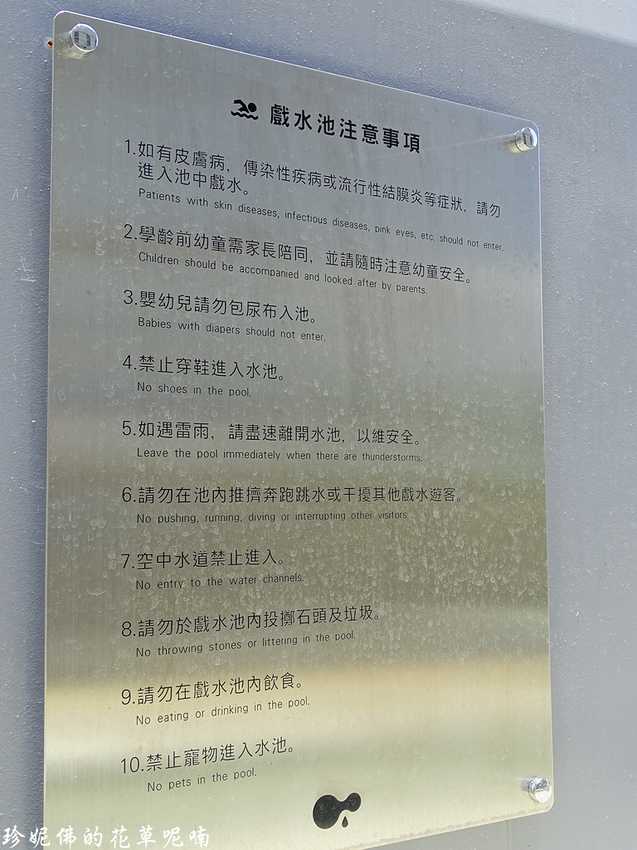 戲水池注意事項
1.如有皮膚病，傳染性疾病或流行性結膜炎等症狀，請勿
進入池中戲水。
Patients with skin diseases, infectious diseases, pink eyes, etc. should not enter.
2.學齡前幼童需家長陪同，並請隨時注意幼童安全。
Children should be accompanied and looked after by parents.
3.嬰幼兒請勿包尿布入池。
Babies with diapers should not enter.
4.禁止穿鞋進入水池。
No shoes in the pool.
5.如遇雷雨，請盡速離開水池，以維安全。
Leave the pool immediately when there are thunderstorms.
6.請勿在池內推擠奔跑跳水或干擾其他戲水遊客。
No pushing, running, diving or interrupting other visitors
7.空中水道禁止進入。
No entry to the water channels.
8.請勿於戲水池內投擲石頭及垃圾。
No throwing stones or littering in the pool.
9.請勿在戲水池內飲食。
No eating or drinking in the pool.
10.禁止寵物進入水池。
No pets in the pool.
珍妮佛的花草呢喃